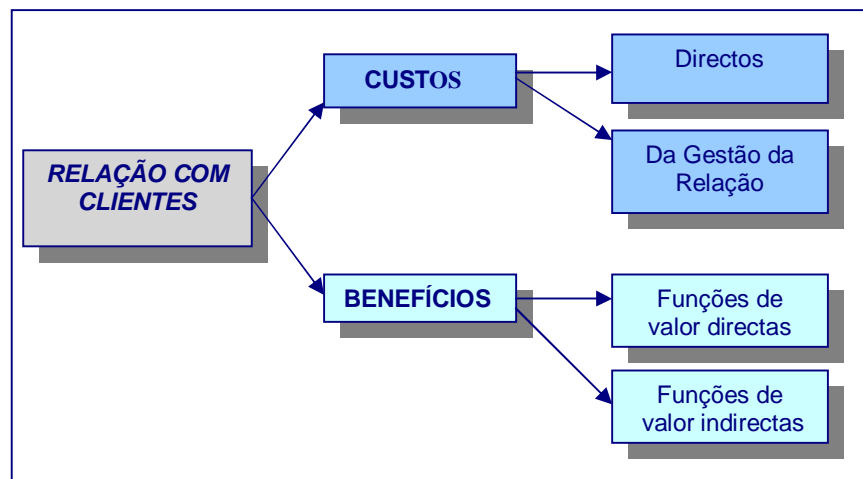 RELAÇÃO COM
CLIENTES
CUSTOS
Directos
Da Gestão da
Relação
BENEFÍCIOS
Funções de
valor directas
Funções de
valor indirectas